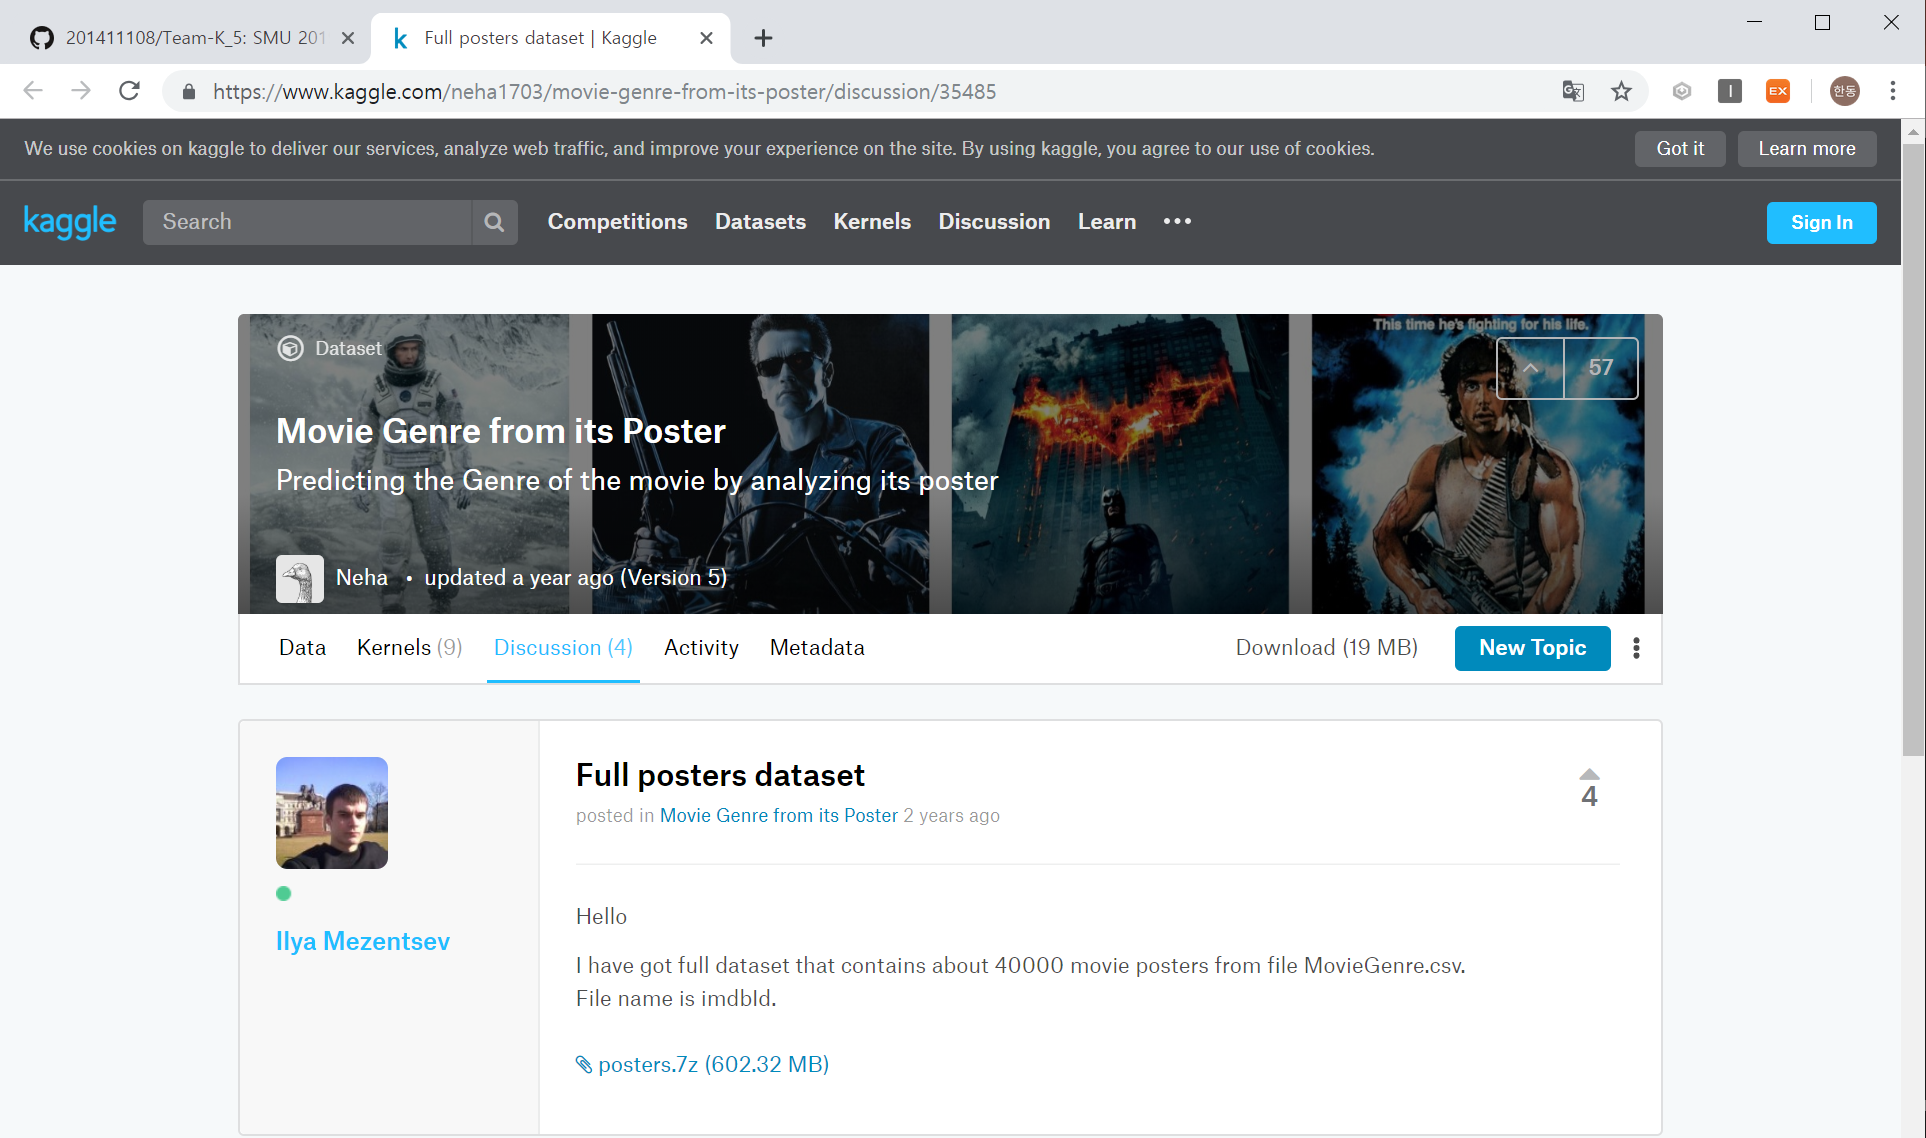 201411108/Team-K_5: SMU 201
Full posters dataset | Kaggle
https://www.kaggle.com/neha1703/movie-genre-from-its-poster/discussion/35485
I
EX
한동
We use cookies on kaggle to deliver our services, analyze web traffic, and improve your experience on the site. By using kaggle, you agree to our use of cookies.
Got it
Learn more
kaggle
Search
Competitions
Datasets
Kernels
Discussion
Learn
Sign In
This time he's fighting for his life.
Dataset
57
Movie Genre from its Poster
Predicting the Genre of the movie by analyzing its poster
Neha • updated a year ago (Version 5)
Data
Kernels (9)
Discussion (4)
Activity
Metadata
Download (19 MB)
New Topic
Full posters dataset
4
posted in Movie Genre from its Poster 2 years ago
Ilya Mezentsev
Hello
I have got full dataset that contains about 40000 movie posters from file MovieGenre.csv.
File name is imdbId.
posters.7z (602.32 MB)